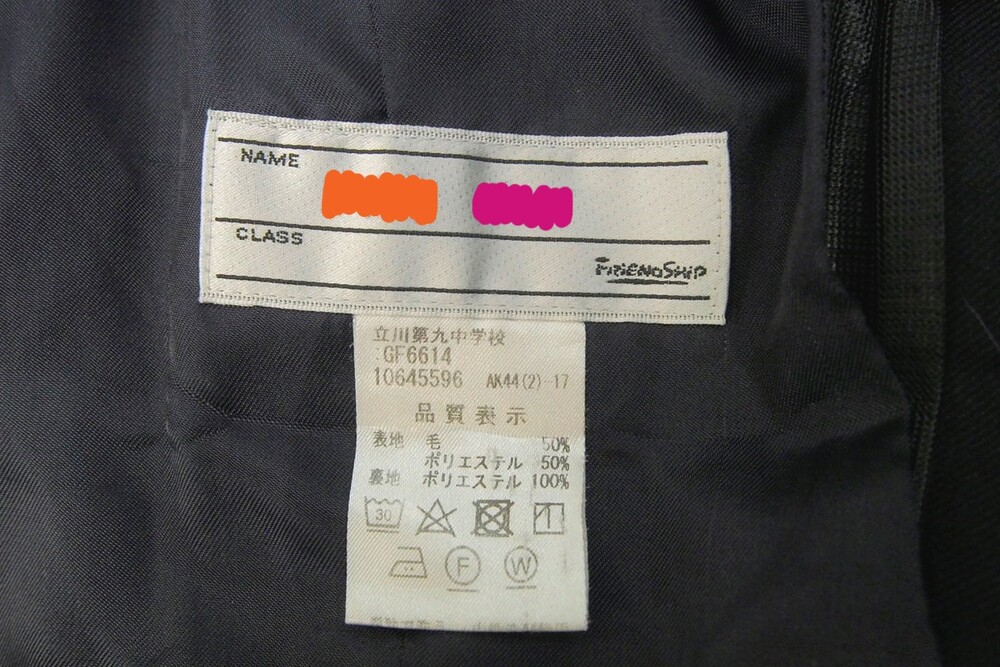 NAME
CLASS
FRIENDSHIP
立川第九中学校
GF6614
10645596 AK44(2)-17
品質表示
表地 毛 50%
ポリエステル 50%
裏地 ポリエステル 100%
30
F W